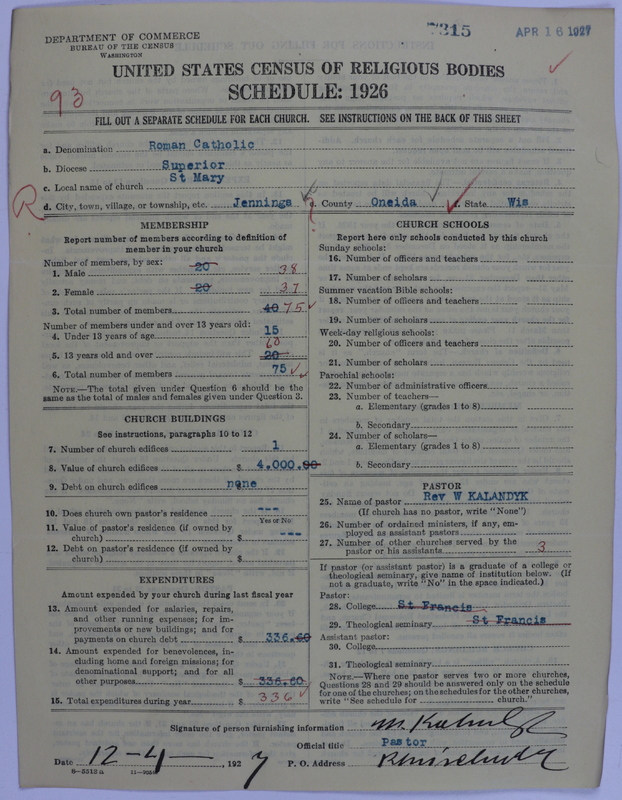 DEPARTMENT OF COMMERCE
BUREAU OF THE CENSUS
WASHINGTON
7315
APR 16 1927
UNITED STATES CENSUS OF RELIGIOUS BODIES
SCHEDULE: 1926
93
FILL OUT A SEPARATE SCHEDULE FOR EACH CHURCH. SEE INSTRUCTIONS ON THE BACK OF THIS SHEET
a. Denomination Roman Catholic
b. Diocese Superior
c. Local name of church St Mary
R
d. City, town, village, or township, etc. Jennings County Oneida State Wis
MEMBERSHIP
Report number of members according to definition of
member in your church
Number of members, by sex:
1. Male 20 38
2. Female 20 37
3. Total number of members 40 75
Number of members under and over 13 years old:
4. Under 13 years of age 15
60
5. 13 years old and over 20
6. Total number of members 75
NOTE.—The total given under Question 6 should be the
same as the total of males and females given under Question 3.
CHURCH BUILDINGS
See instructions, paragraphs 10 to 12
7. Number of church edifices 1
8. Value of church edifices $ 4,000.00
9. Debt on church edifices none $
10. Does church own pastor's residence ---
Yes or No
11. Value of pastor's residence (if owned by
church) $ ---
12. Debt on pastor's residence (if owned by
church) $
EXPENDITURES
Amount expended by your church during last fiscal year
13. Amount expended for salaries, repairs,
and other running expenses; for im-
provements or new buildings; and for
payments on church debt $ 336.60
14. Amount expended for benevolences, in-
cluding home and foreign missions; for
denominational support; and for all
other purposes $ 336.60
15. Total expenditures during year $ 336
CHURCH SCHOOLS
Report here only schools conducted by this church
Sunday schools:
16. Number of officers and teachers
17. Number of scholars
Summer vacation Bible schools:
18. Number of officers and teachers
19. Number of scholars
Week-day religious schools:
20. Number of officers and teachers
21. Number of scholars
Parochial schools:
22. Number of administrative officers
23. Number of teachers—
a. Elementary (grades 1 to 8)
b. Secondary
24. Number of scholars—
a. Elementary (grades 1 to 8)
b. Secondary
PASTOR
25. Name of pastor Rev W KALANDYK
(If church has no pastor, write "None")
26. Number of ordained ministers, if any, em-
ployed as assistant pastors
27. Number of other churches served by the
pastor or his assistants 3
If pastor (or assistant pastor) is a graduate of a college or
theological seminary, give name of institution below. (If
not a graduate, write "No" in the space indicated.)
Pastor:
28. College St Francis
29. Theological seminary St Francis
Assistant pastor:
30. College
31. Theological seminary
NOTE.—Where one pastor serves two or more churches,
Questions 28 and 29 should be answered only on the schedule
for one of the churches; on the schedules for the other churches,
write "See schedule for church."
Signature of person furnishing information
Official title Pastor
Date 12-4-, 1927 P. O. Address Rhinelander
8-5513 a